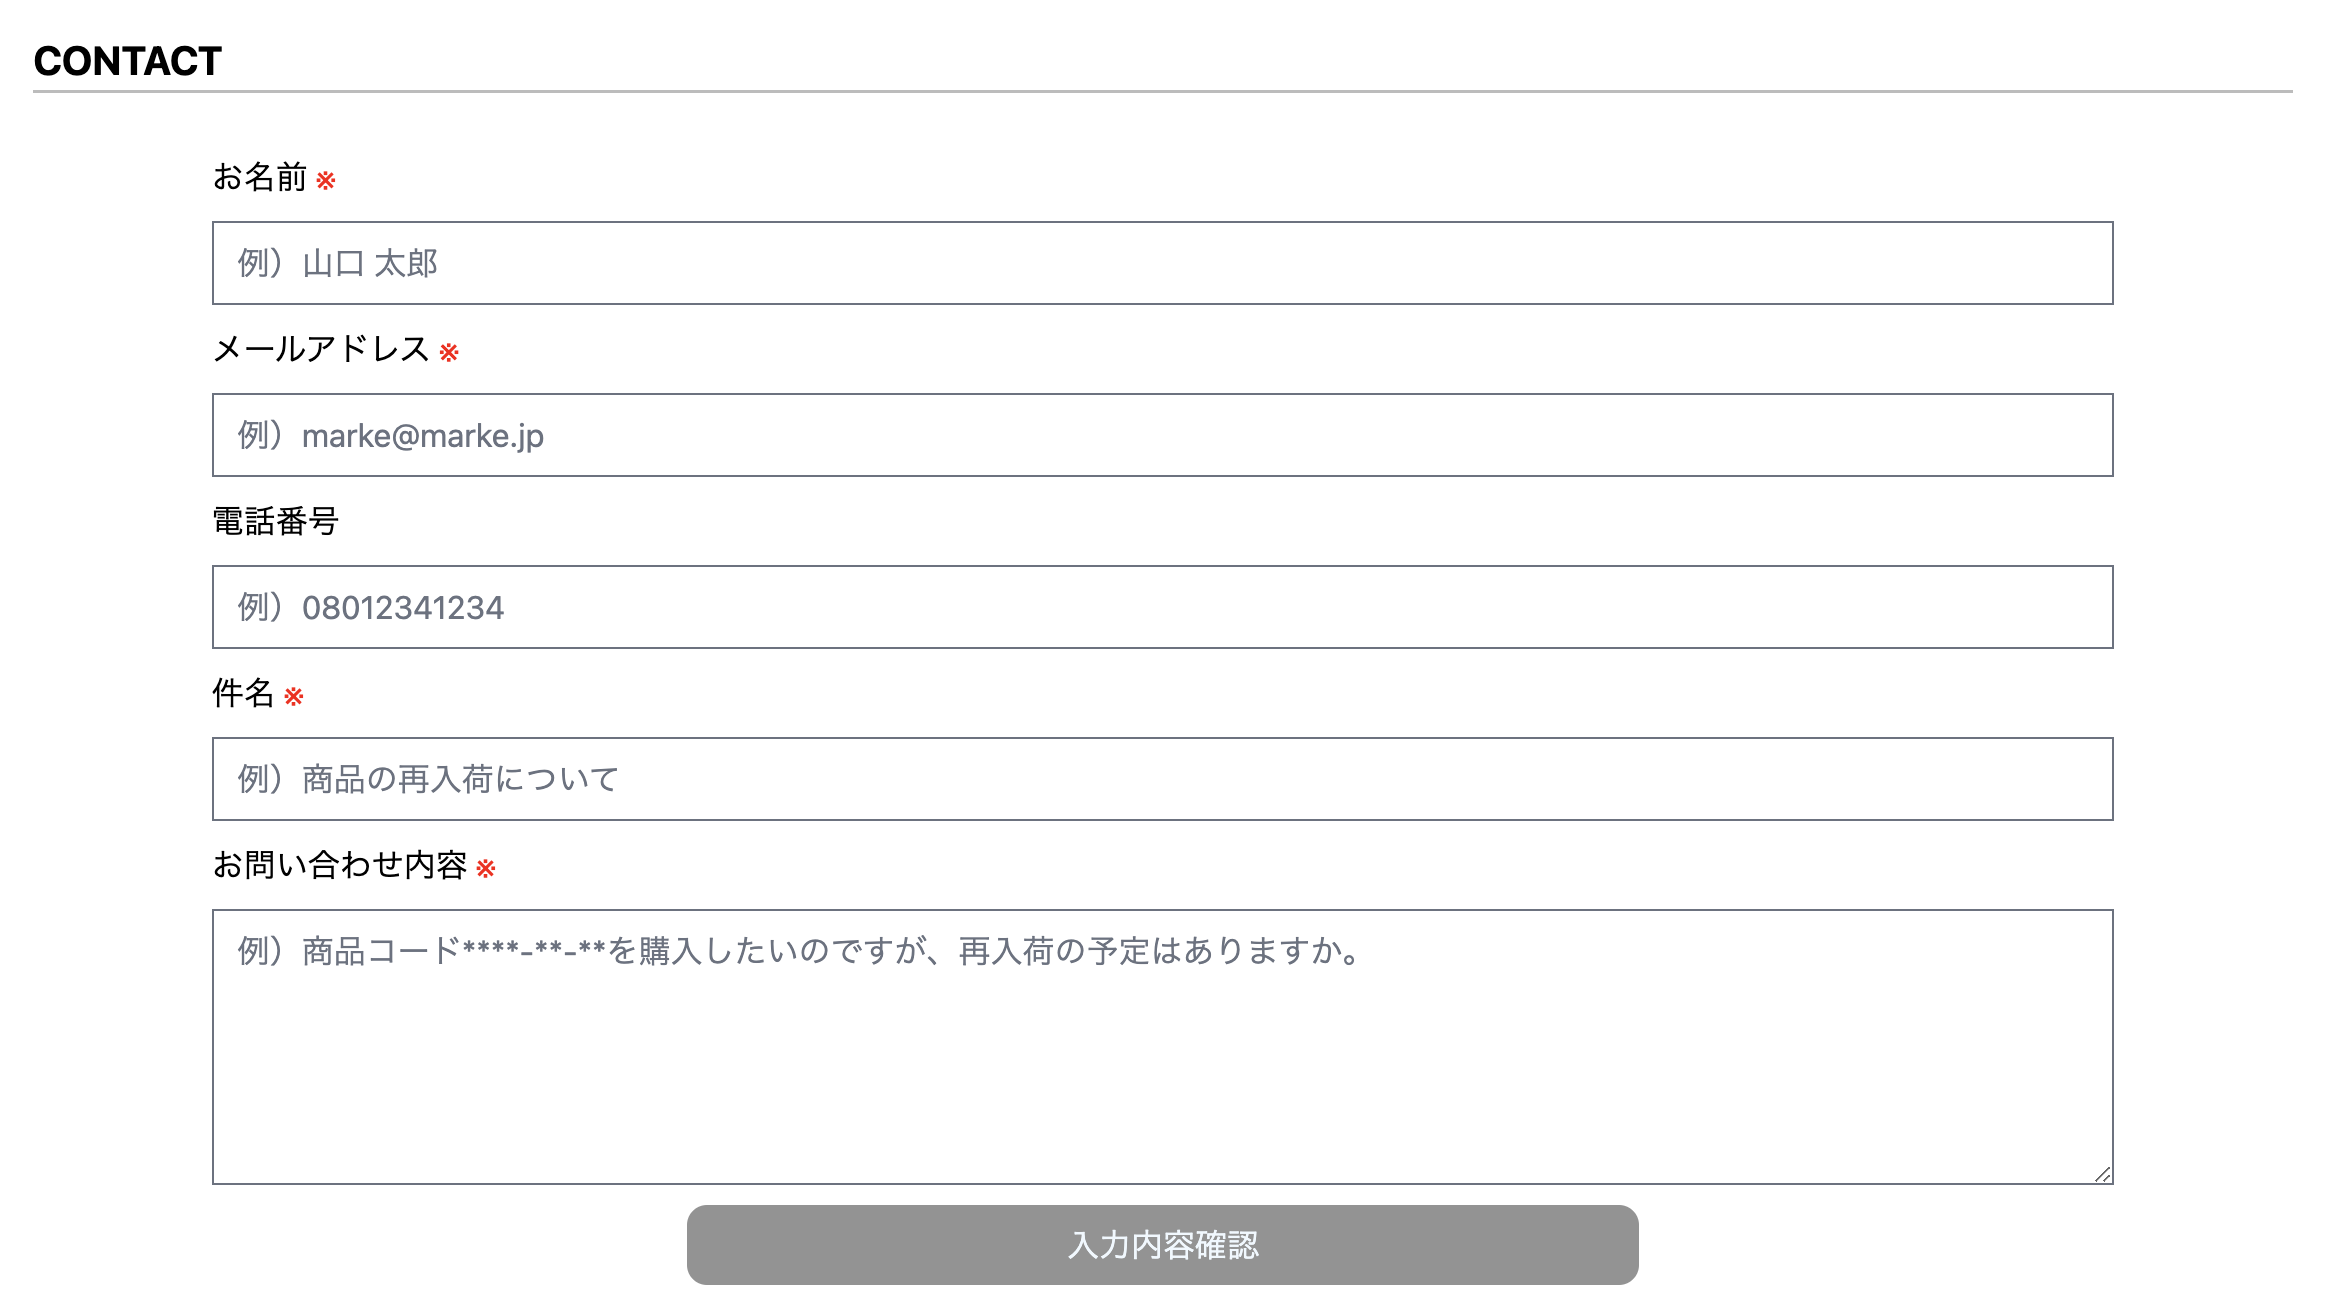 CONTACT
お名前 ※
例）山口 太郎
メールアドレス ※
例）marke@marke.jp
電話番号
例）08012341234
件名 ※
例）商品の再入荷について
お問い合わせ内容 ※
例）商品コード****-**-**を購入したいのですが、再入荷の予定はありますか。
入力内容確認